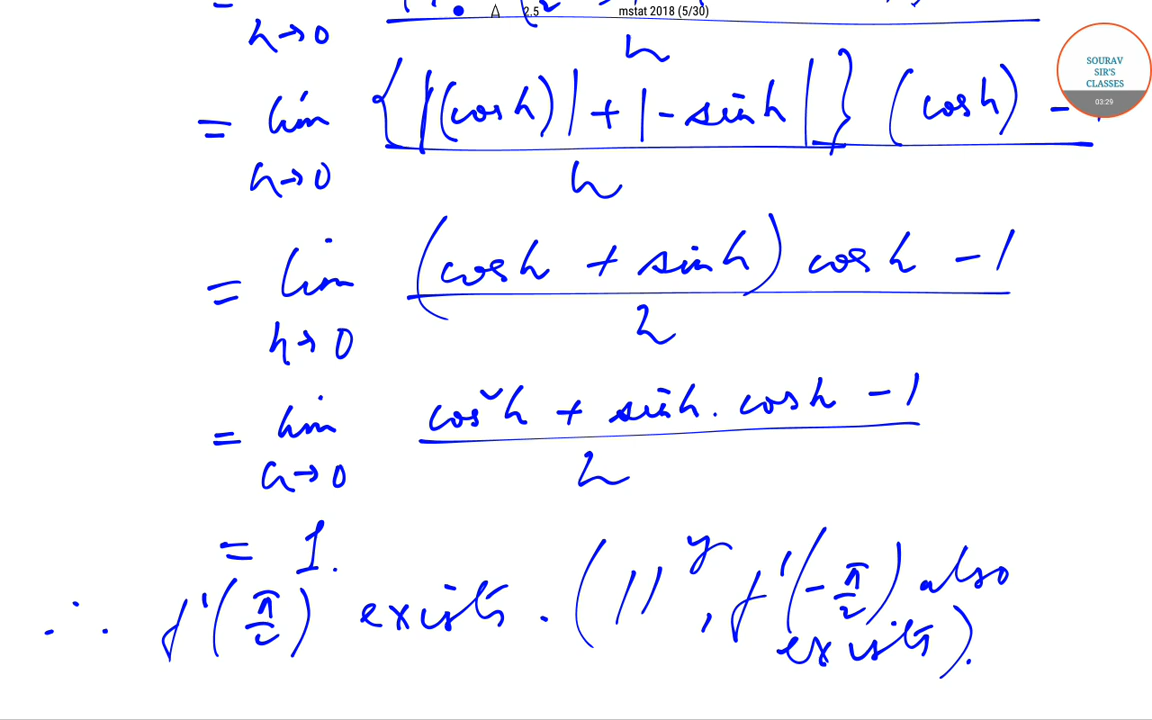 2.5 mstat 2018 (5/30)
=
h→0 h
SOURAV
SIR'S
CLASSES
03:29
= lim {|(cos h)| + |- sin h|} (cos h) -
h→0 h
= lim (cos h + sin h) cos h - 1
h→0 h
= lim cos²h + sin h. cos h - 1
h→0 h
= 1.
∴ f'(π/2) exists. (||ly, f'(-π/2) also
exists).